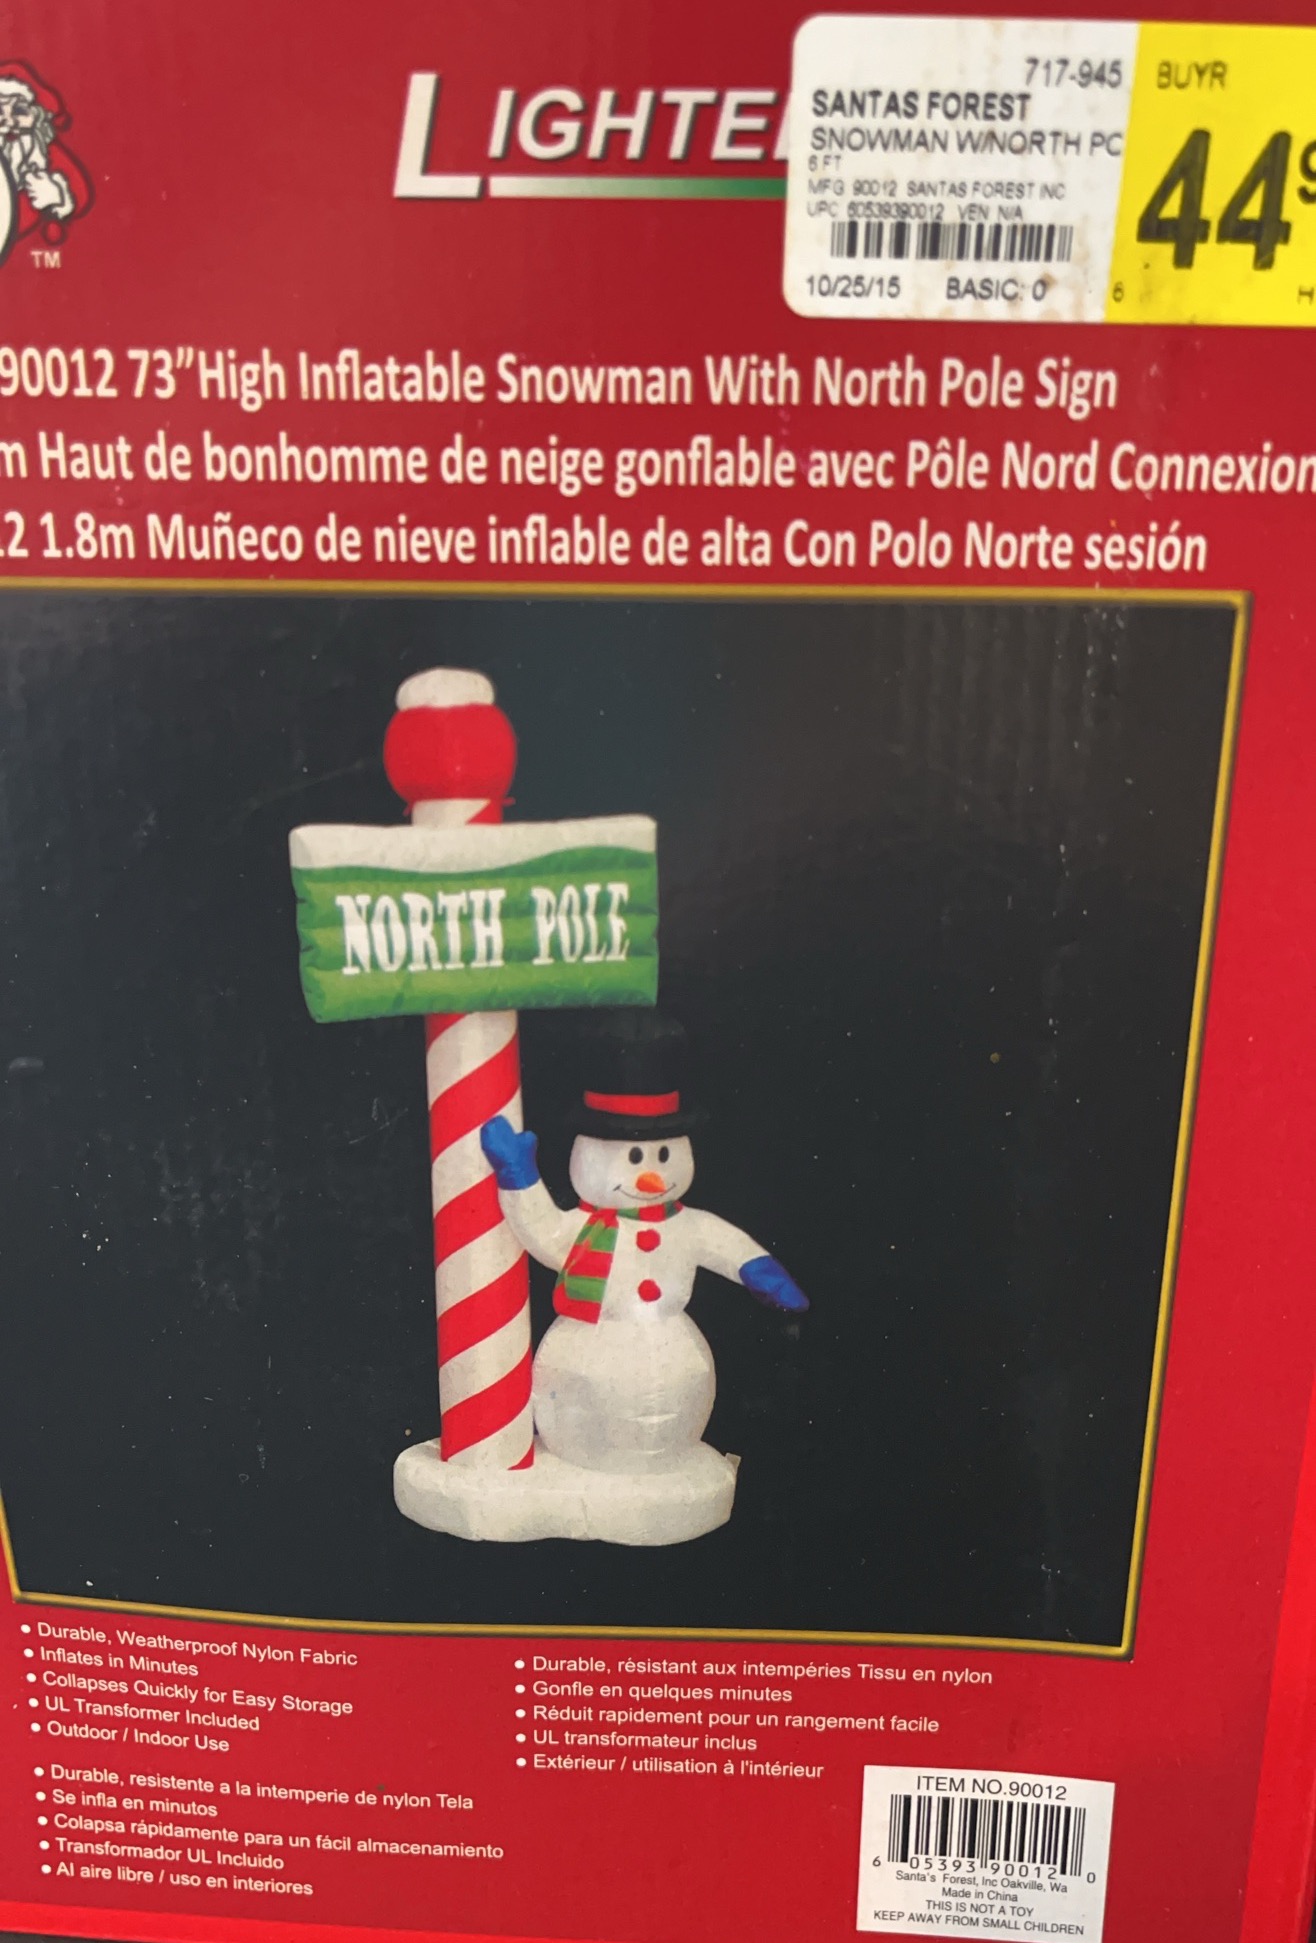 LIGHTE
717-945 BUYR
SANTAS FOREST
SNOWMAN W/NORTH PC
6 FT
MFG 90012 SANTAS FOREST INC
UPC 60539390012 VEN N/A
449
10/25/15 BASIC: 0 6 H
TM
90012 73”High Inflatable Snowman With North Pole Sign
m Haut de bonhomme de neige gonflable avec Pôle Nord Connexion
12 1.8m Muñeco de nieve inflable de alta Con Polo Norte sesión
NORTH POLE
• Durable, Weatherproof Nylon Fabric
• Inflates in Minutes
• Collapses Quickly for Easy Storage
• UL Transformer Included
• Outdoor / Indoor Use
• Durable, résistant aux intempéries Tissu en nylon
• Gonfle en quelques minutes
• Réduit rapidement pour un rangement facile
• UL transformateur inclus
• Extérieur / utilisation à l'intérieur
• Durable, resistente a la intemperie de nylon Tela
• Se infla en minutos
• Colapsa rápidamente para un fácil almacenamiento
• Transformador UL Incluido
• Al aire libre / uso en interiores
ITEM NO.90012
6 05393 90012 0
Santa's Forest, Inc Oakville, Wa
Made in China
THIS IS NOT A TOY
KEEP AWAY FROM SMALL CHILDREN